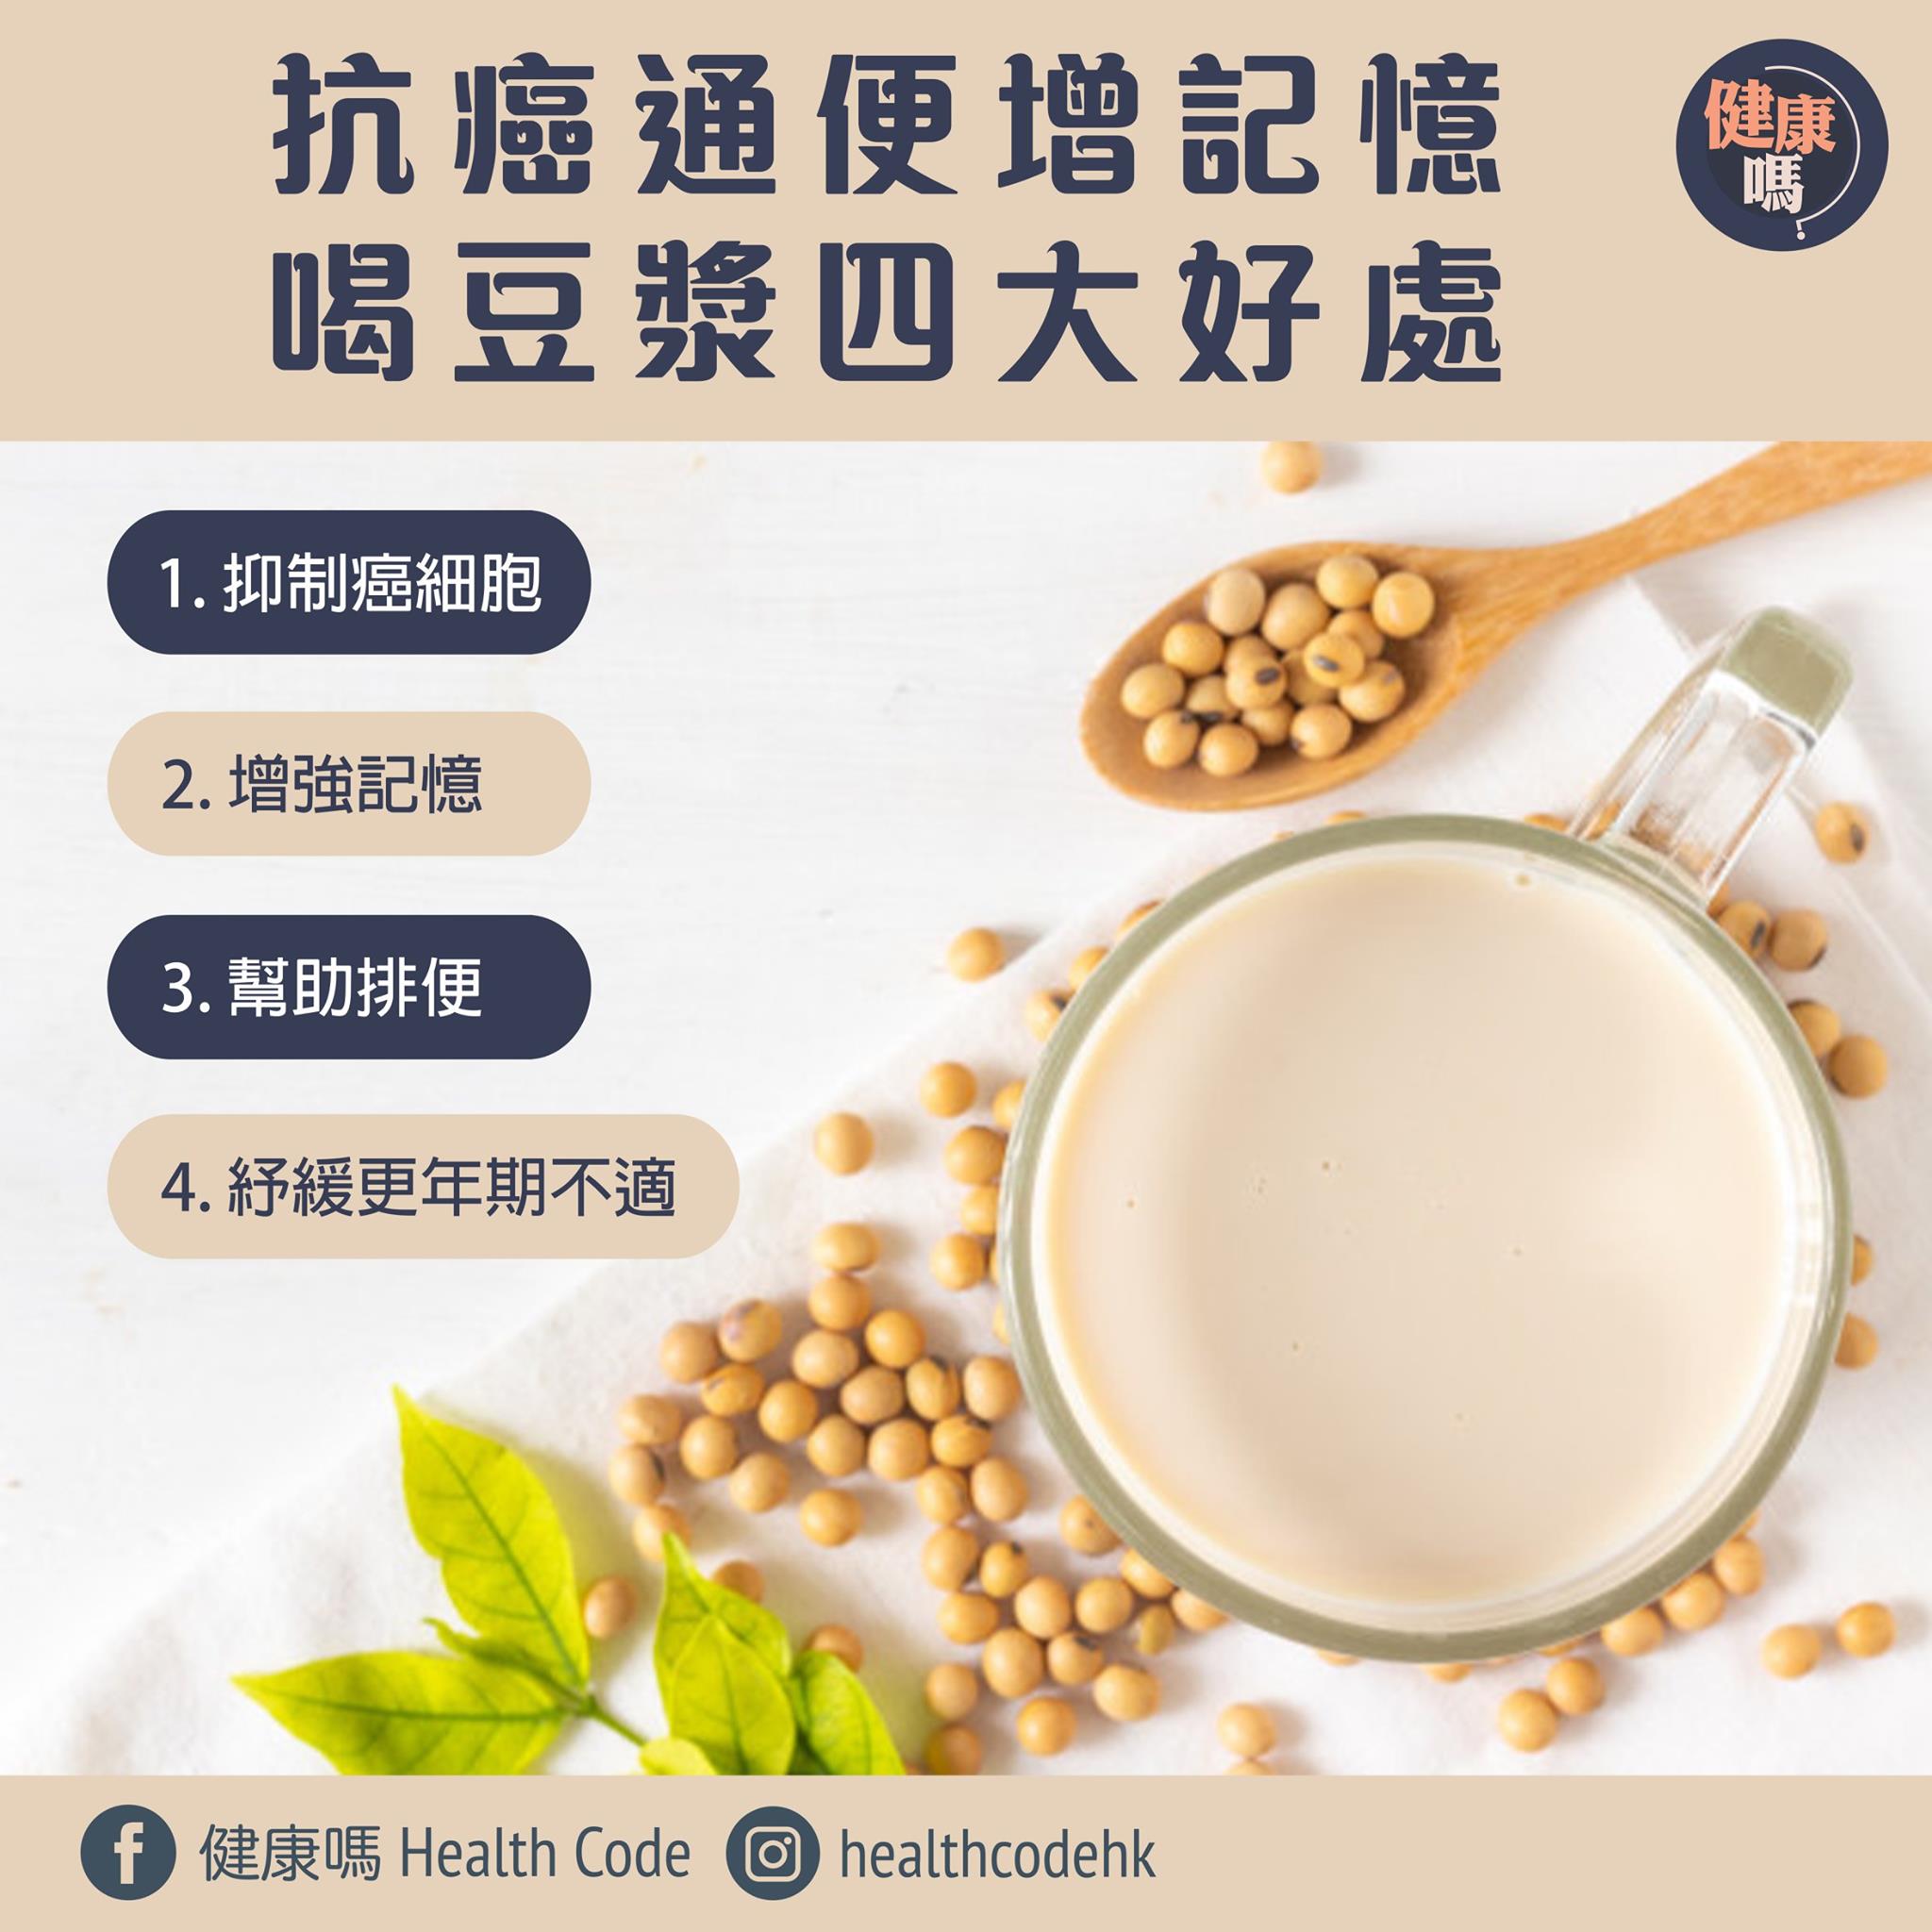 抗癌通便增記憶
喝豆漿四大好處
健康
嗎?
1. 抑制癌細胞
2. 增強記憶
3. 幫助排便
4. 紓緩更年期不適
健康嗎 Health Code healthcodehk